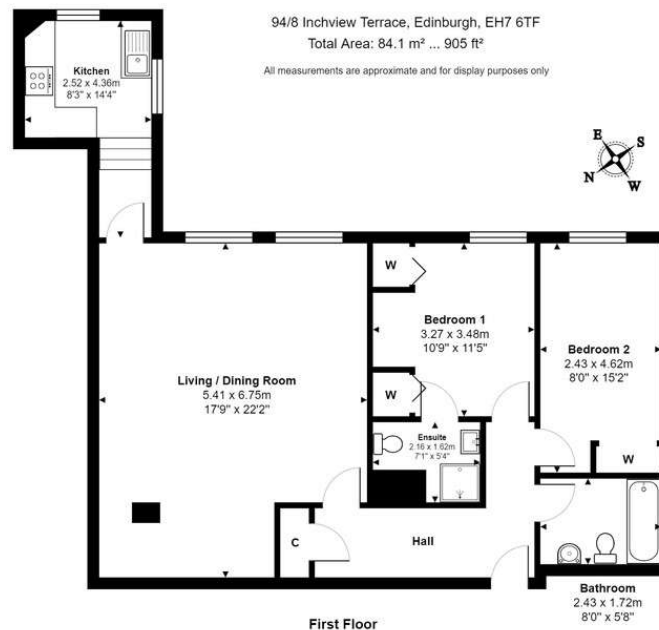 94/8 Inchview Terrace, Edinburgh, EH7 6TF
Total Area: 84.1 m² ... 905 ft²
All measurements are approximate and for display purposes only
Kitchen
2.52 x 4.36m
8'3" x 14'4"
E
S
N
W
W
Bedroom 1
3.27 x 3.48m
10'9" x 11'5"
Bedroom 2
2.43 x 4.62m
8'0" x 15'2"
Living / Dining Room
5.41 x 6.75m
17'9" x 22'2"
W
Ensuite
2.16 x 1.62m
7'1" x 5'4"
W
C
Hall
Bathroom
2.43 x 1.72m
8'0" x 5'8"
First Floor